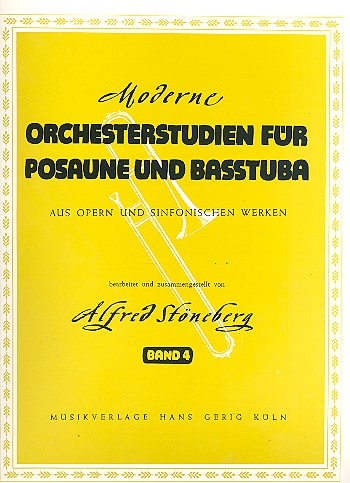 Moderne
ORCHESTERSTUDIEN FÜR
POSAUNE UND BASSTUBA
AUS OPERN UND SINFONISCHEN WERKEN
bearbeitet und zusammengestellt von
Alfred Stöneberg
BAND 4
MUSIKVERLAGE HANS GERIG KÖLN